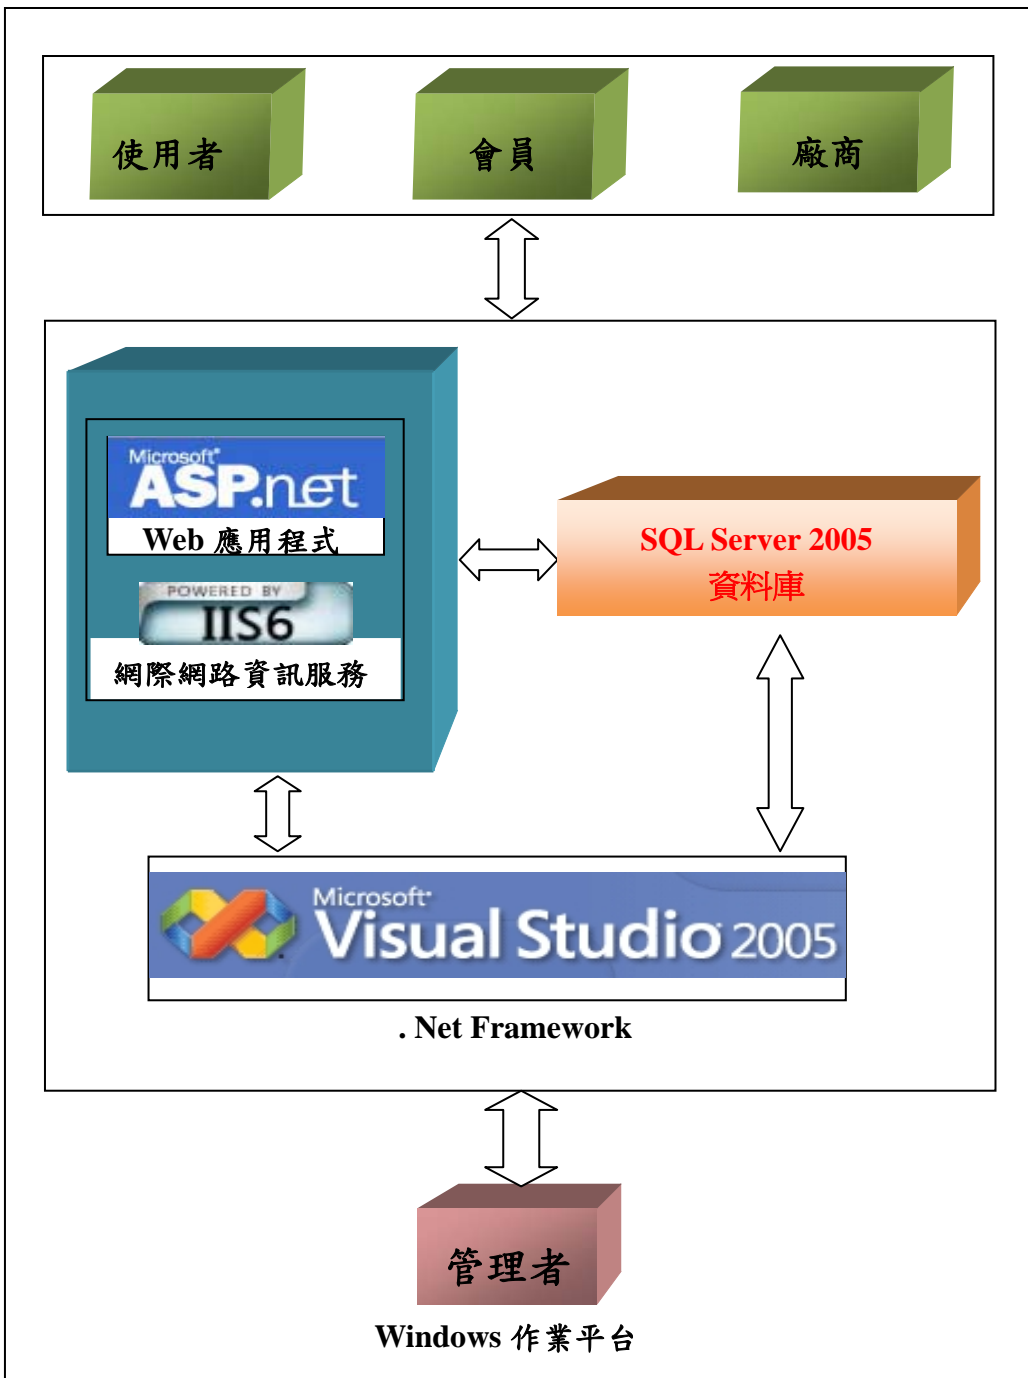 使用者
會員
廠商
Microsoft
ASP.net
Web 應用程式
POWERED BY
IIS6
網際網路資訊服務
SQL Server 2005
資料庫
Microsoft
Visual Studio 2005
. Net Framework
管理者
Windows 作業平台